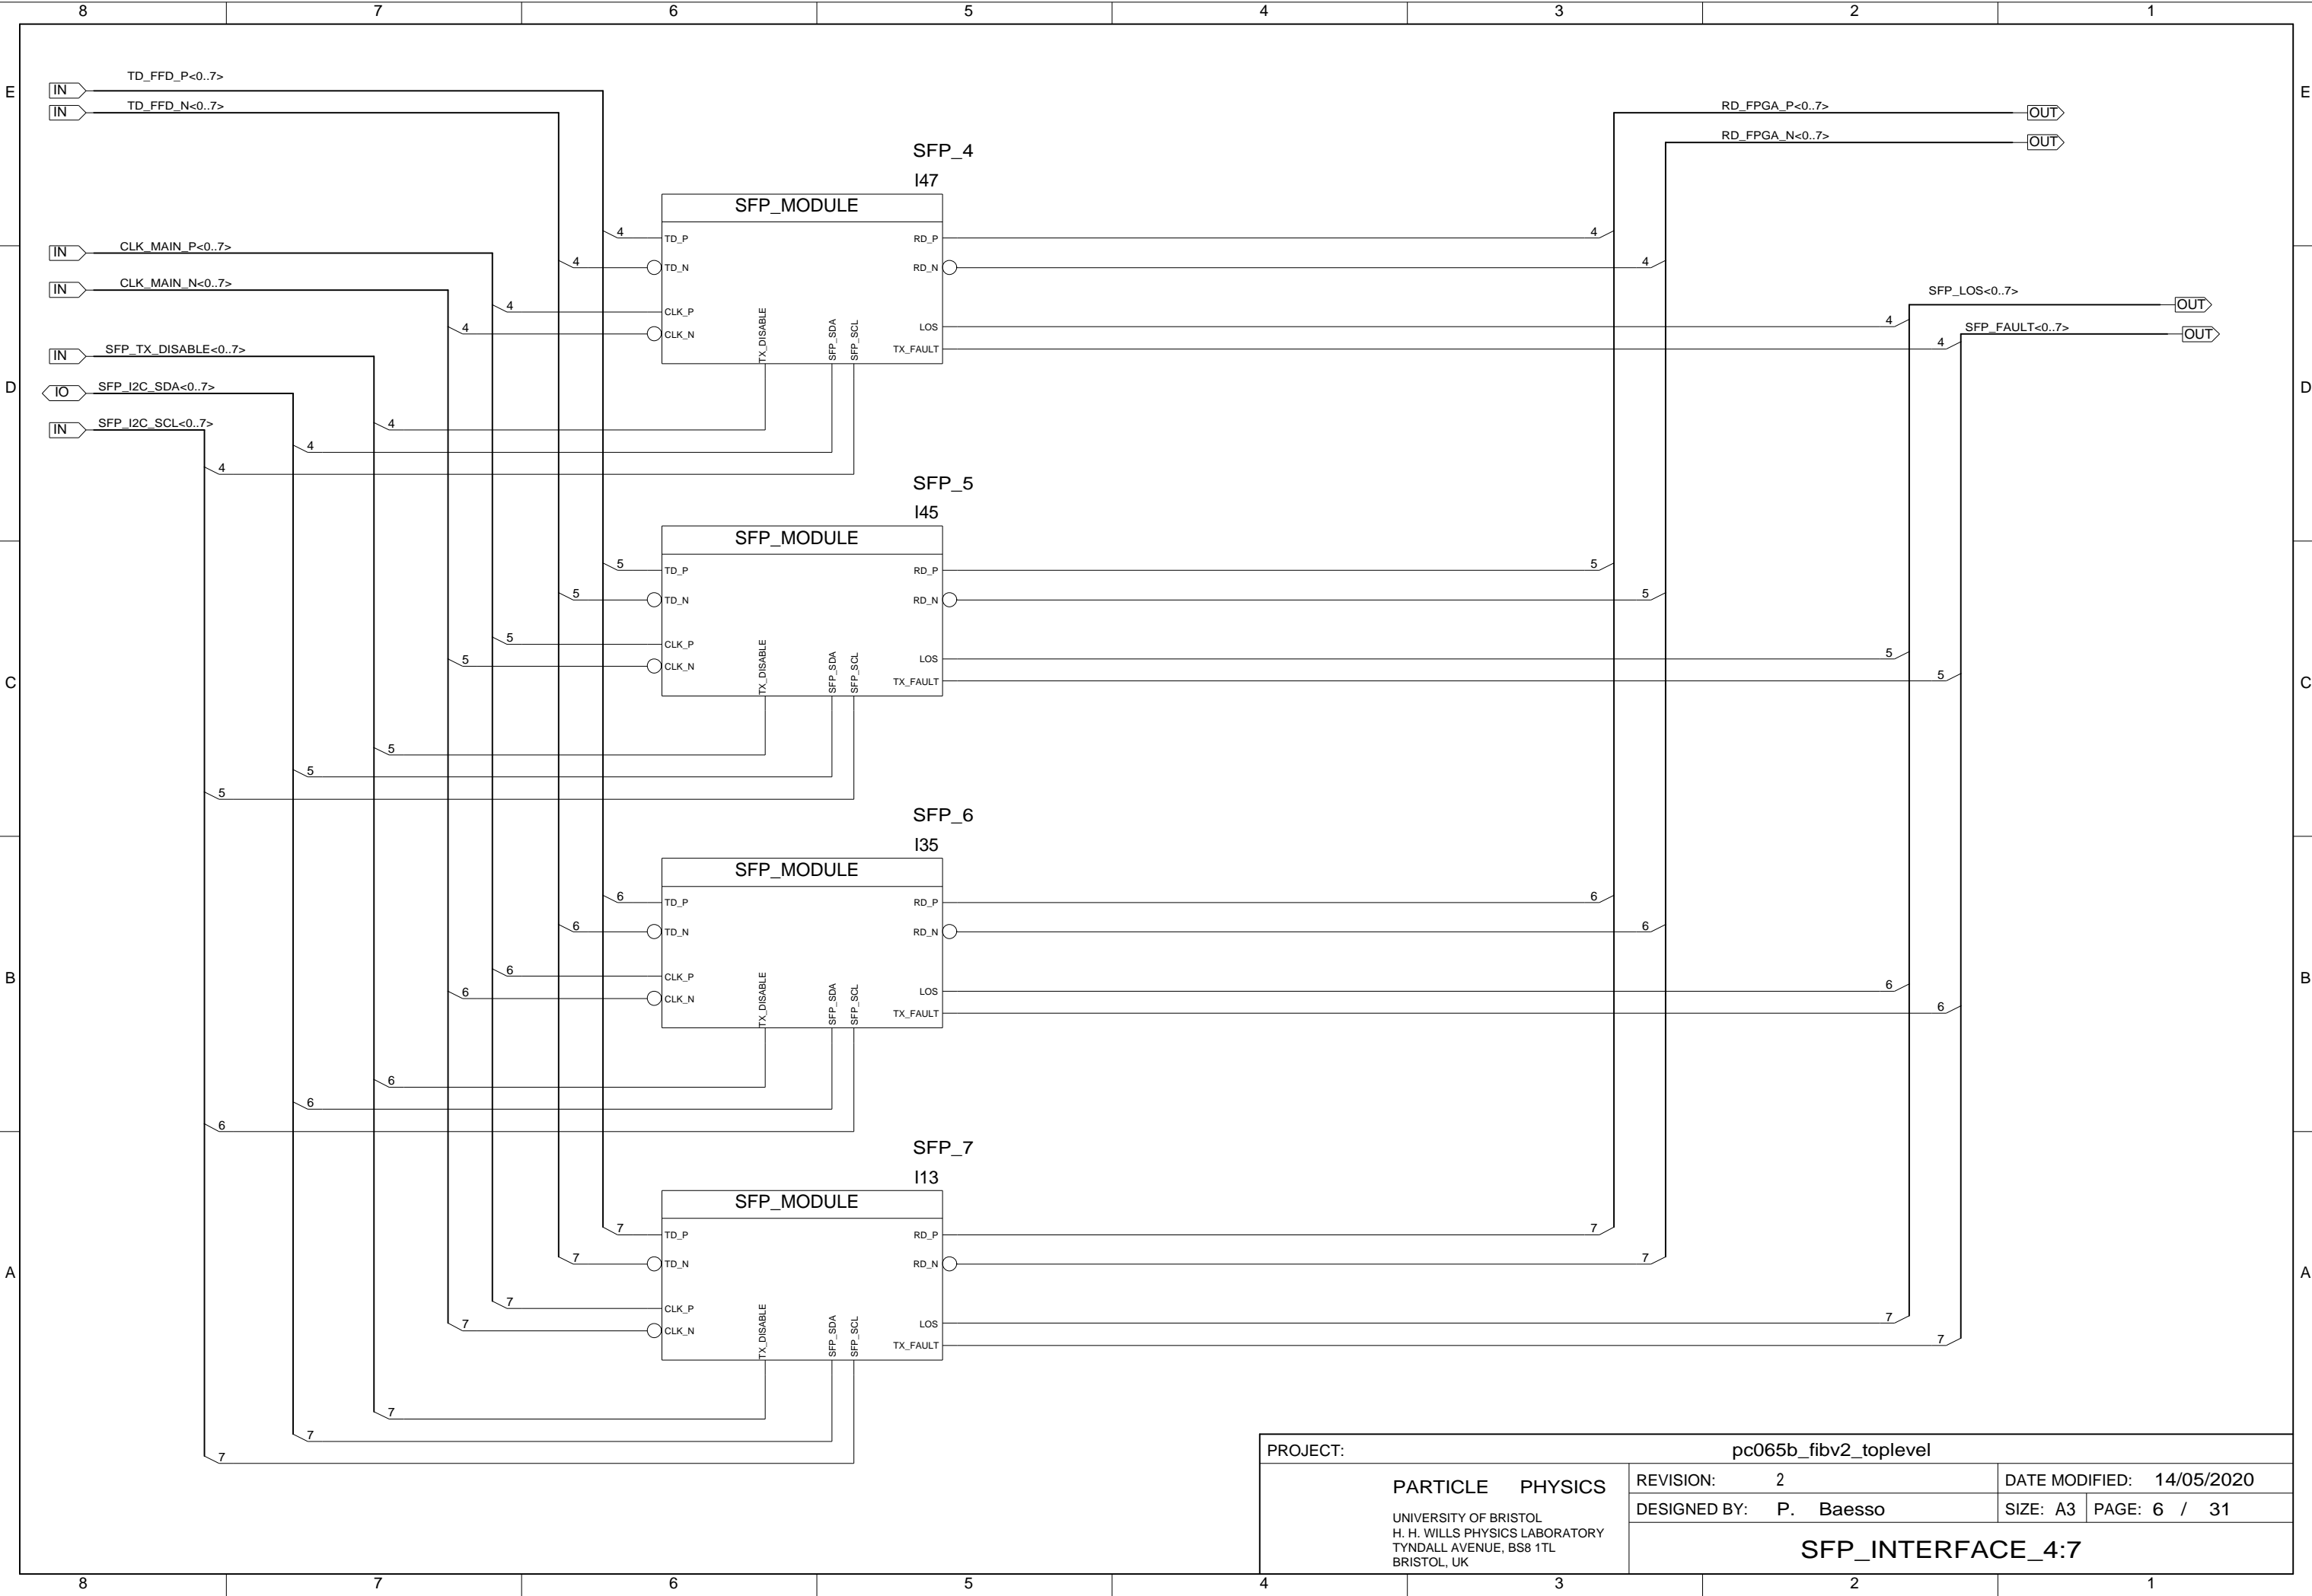 8 7 6 5 4 3 2 1
E E
D D
C C
B B
A A
IN TD_FFD_P<0..7>
IN TD_FFD_N<0..7>
IN CLK_MAIN_P<0..7>
IN CLK_MAIN_N<0..7>
IN SFP_TX_DISABLE<0..7>
IO SFP_I2C_SDA<0..7>
IN SFP_I2C_SCL<0..7>
RD_FPGA_P<0..7> OUT
RD_FPGA_N<0..7> OUT
SFP_LOS<0..7> OUT
SFP_FAULT<0..7> OUT
SFP_4
I47
SFP_MODULE
4 TD_P RD_P 4
4 TD_N RD_N 4
4 CLK_P
4 CLK_N
LOS 4
TX_FAULT 4
TX_DISABLE SFP_SDA SFP_SCL
4
4
4
SFP_5
I45
SFP_MODULE
5 TD_P RD_P 5
5 TD_N RD_N 5
5 CLK_P
5 CLK_N
LOS 5
TX_FAULT 5
TX_DISABLE SFP_SDA SFP_SCL
5
5
5
SFP_6
I35
SFP_MODULE
6 TD_P RD_P 6
6 TD_N RD_N 6
6 CLK_P
6 CLK_N
LOS 6
TX_FAULT 6
TX_DISABLE SFP_SDA SFP_SCL
6
6
6
SFP_7
I13
SFP_MODULE
7 TD_P RD_P 7
7 TD_N RD_N 7
7 CLK_P
7 CLK_N
LOS 7
TX_FAULT 7
TX_DISABLE SFP_SDA SFP_SCL
7
7
7
PROJECT: pc065b_fibv2_toplevel
PARTICLE PHYSICS
UNIVERSITY OF BRISTOL
H. H. WILLS PHYSICS LABORATORY
TYNDALL AVENUE, BS8 1TL
BRISTOL, UK
REVISION: 2 DATE MODIFIED: 14/05/2020
DESIGNED BY: P. Baesso SIZE: A3 PAGE: 6 / 31
SFP_INTERFACE_4:7
8 7 6 5 4 3 2 1